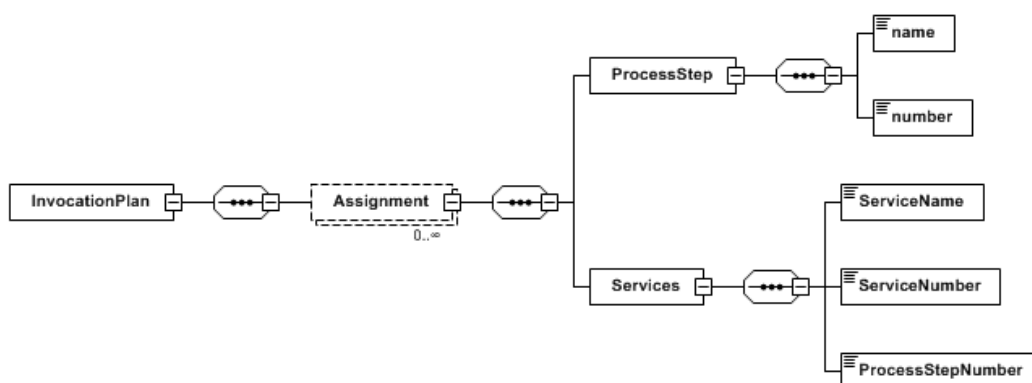 name
ProcessStep
number
InvocationPlan
Assignment
0..∞
ServiceName
Services
ServiceNumber
ProcessStepNumber